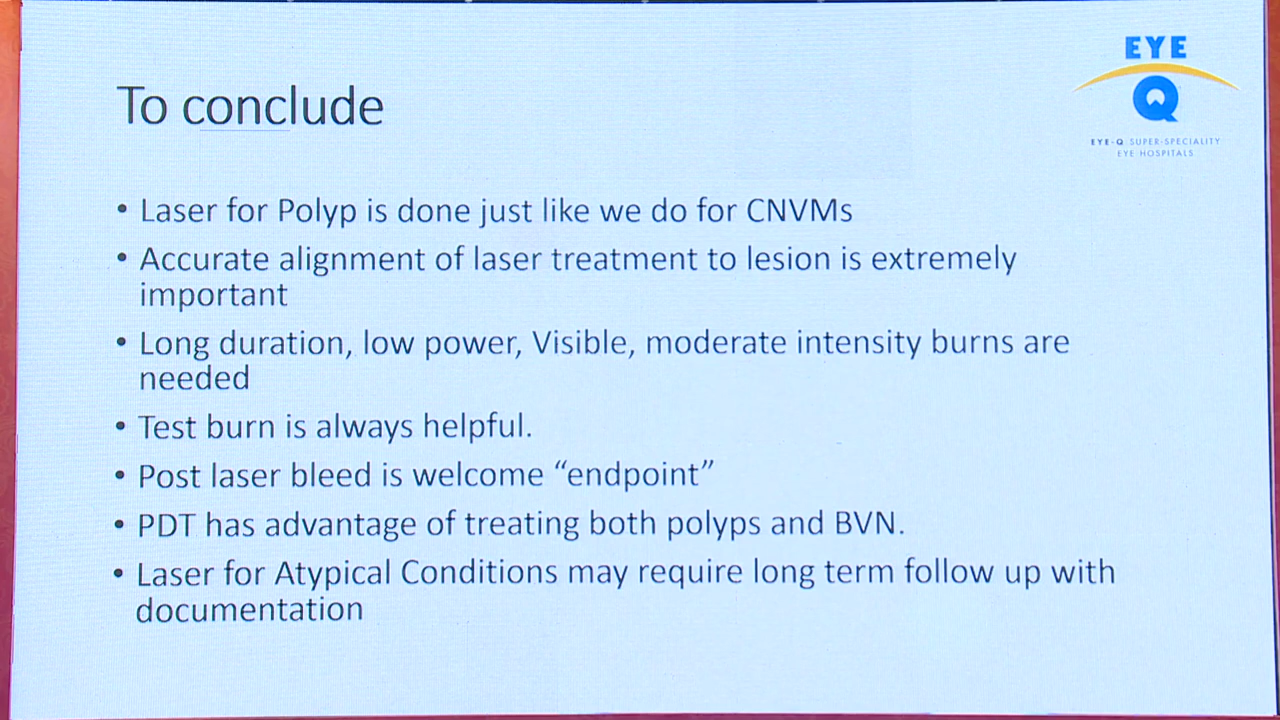 EYE
Q
EYE-Q SUPER-SPECIALITY
EYE HOSPITALS
To conclude
• Laser for Polyp is done just like we do for CNVMs
• Accurate alignment of laser treatment to lesion is extremely
important
• Long duration, low power, Visible, moderate intensity burns are
needed
• Test burn is always helpful.
• Post laser bleed is welcome “endpoint”
• PDT has advantage of treating both polyps and BVN.
• Laser for Atypical Conditions may require long term follow up with
documentation